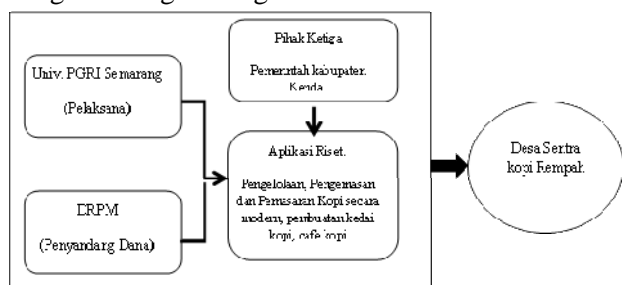 Univ. PGRI Semarang
(Pelaksana)
DRPM
(Penyandang Dana)
Pihak Ketiga
Pemerintah kabupaten
Kendal
Aplikasi Riset.
Pengelolaan, Pengemasan
dan Pemasaran Kopi secara
modern, pembuatan kedai
kopi, cafe kopi
Desa Sentra
kopi Rempah